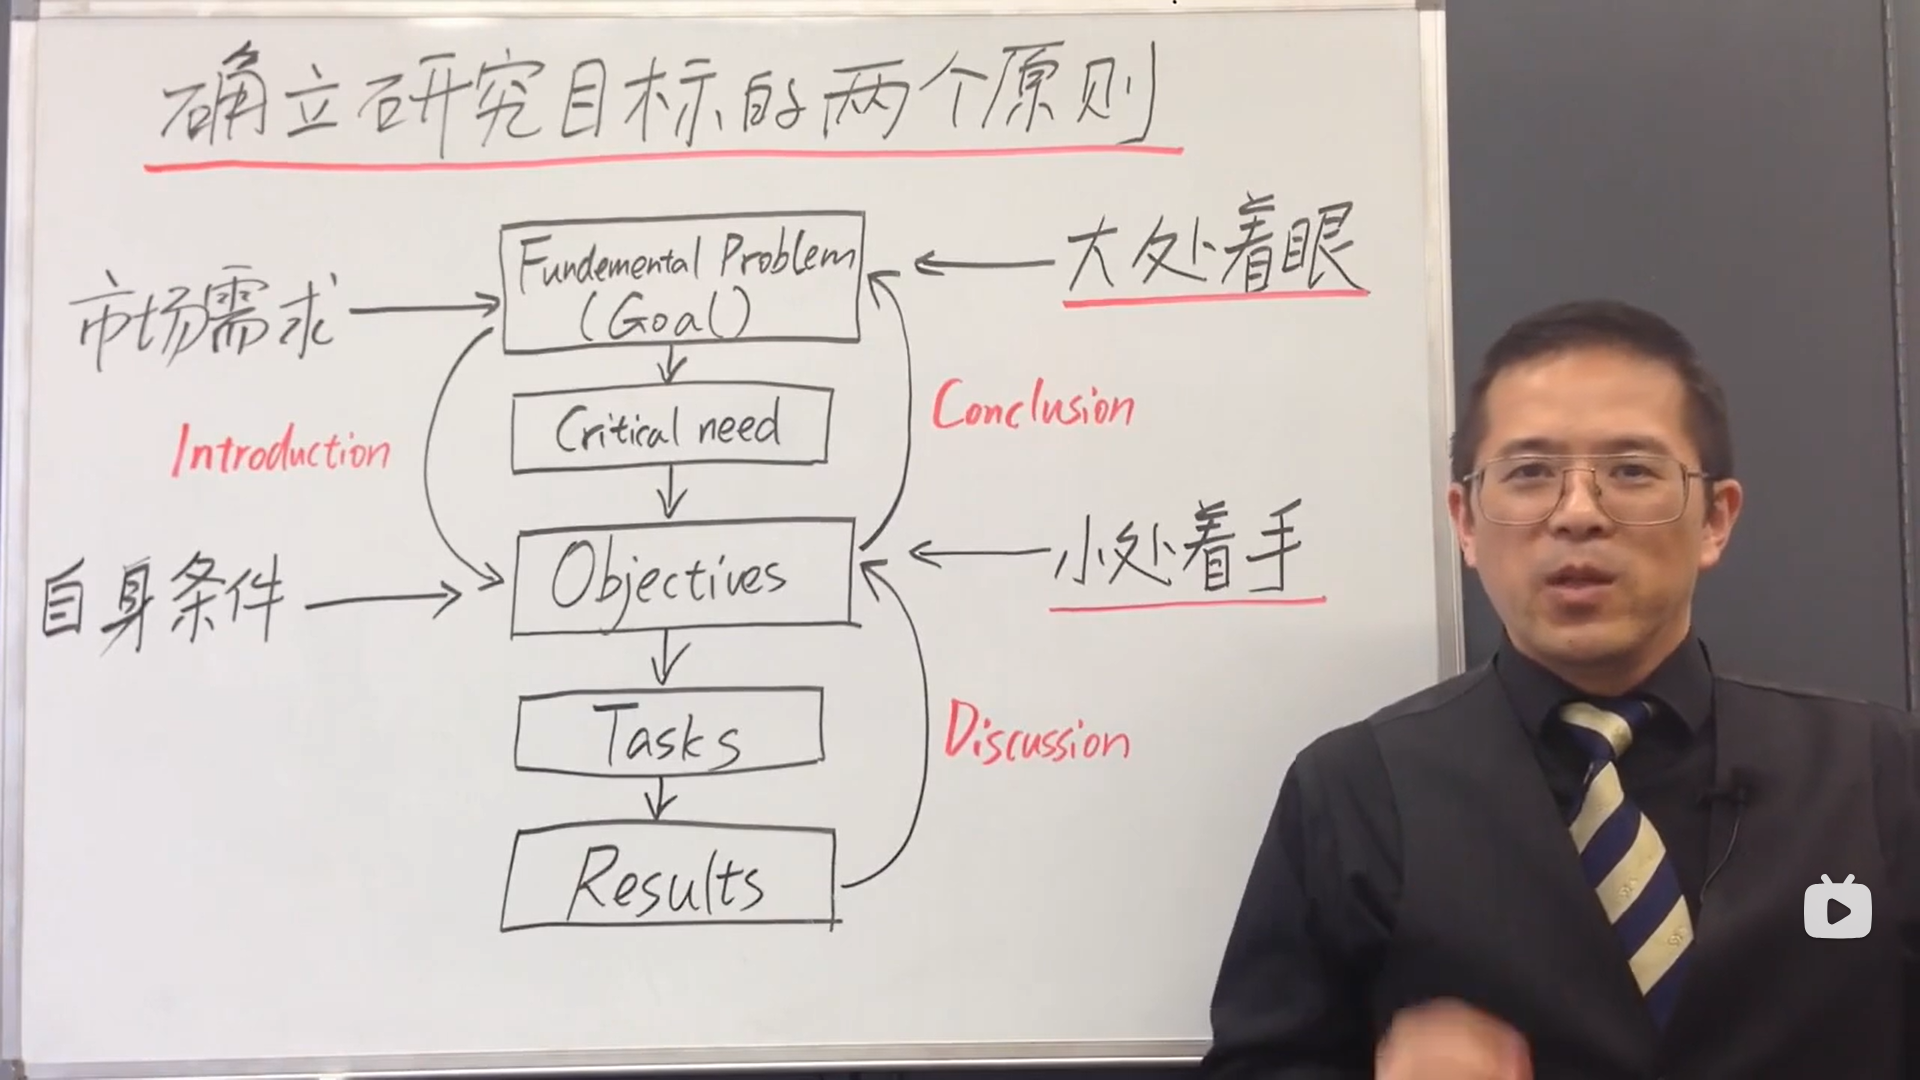 确立研究目标的两个原则
大处着眼
Fundemental Problem
(Goal)
市场需求
Conclusion
Critical need
Introduction
小处着手
Objectives
自身条件
Tasks
Discussion
Results